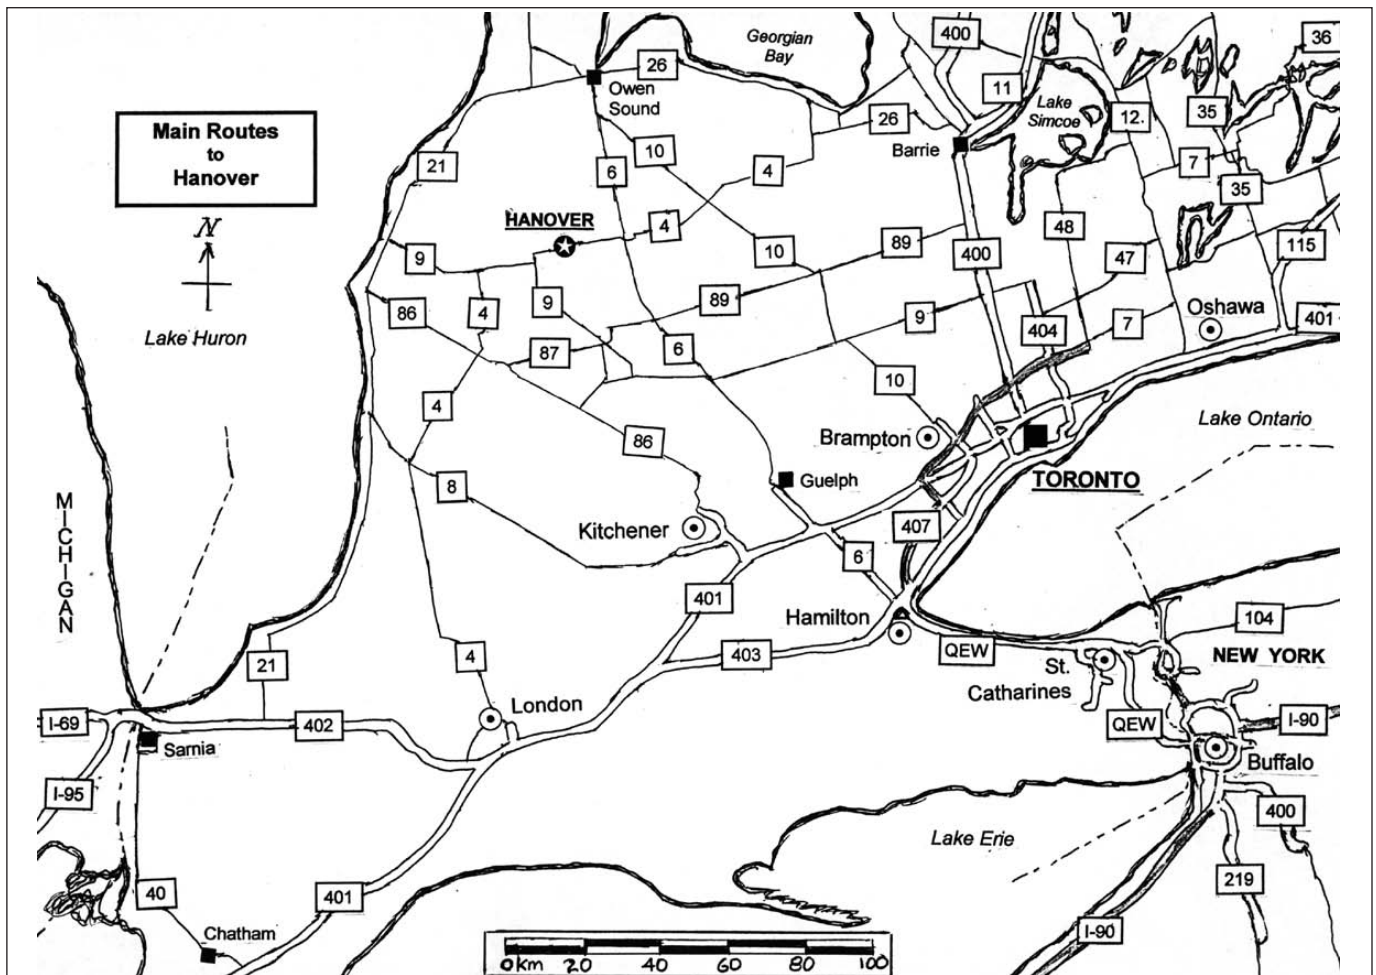 36
400
Georgian
Bay
26
11
Owen
Sound
Lake
Simcoe
35
12.
26
Main Routes
to
Hanover
Barrie
10
7
21
6
4
35
N
HANOVER
4
48
10
89
400
47
115
9
86
4
9
89
9
Oshawa
401
Lake Huron
404
7
87
6
10
4
Lake Ontario
86
Brampton
TORONTO
8
Guelph
MICHIGAN
Kitchener
407
6
401
Hamilton
104
QEW
NEW YORK
4
403
21
St.
Catharines
London
I-69
402
QEW
I-90
Sarnia
Buffalo
I-95
400
Lake Erie
219
40
401
Chatham
I-90
0km 20 40 60 80 100